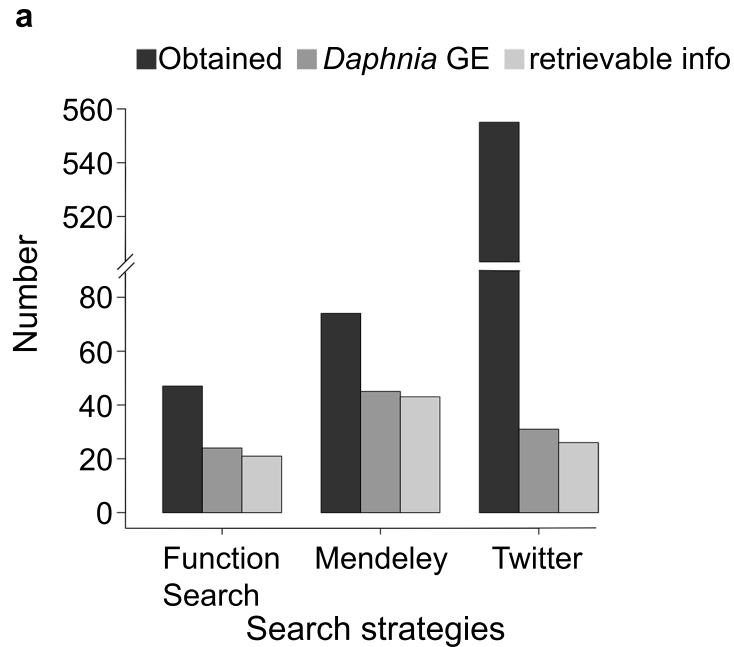 a
Obtained Daphnia GE retrievable info
560
540
520
80
60
40
20
0
Number
Function Mendeley Twitter
Search
Search strategies